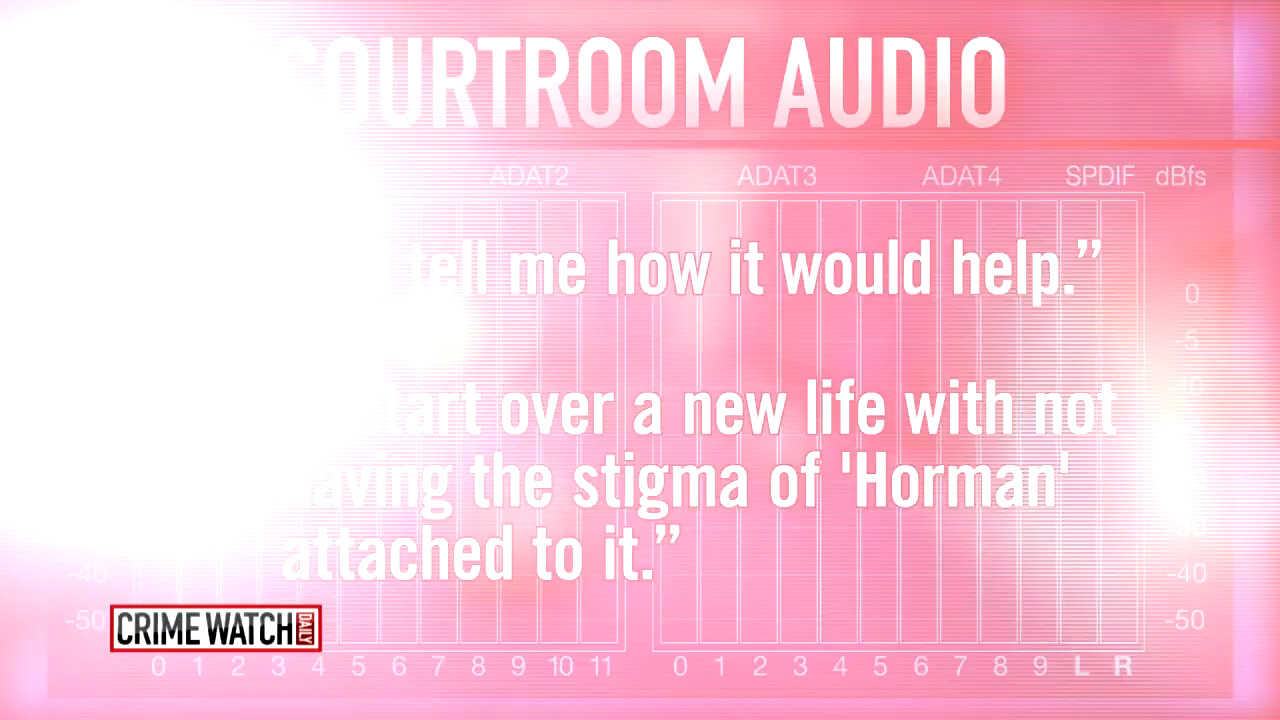 COURTROOM AUDIO
ADAT2 ADAT3 ADAT4 SPDIF dBfs
tell me how it would help.”
0
-5
-10
start over a new life with not
having the stigma of 'Horman'
attached to it.”
-40 -40
-50 -50
CRIME WATCH DAILY
0 1 2 3 4 5 6 7 8 9 10 11 0 1 2 3 4 5 6 7 8 9 L R